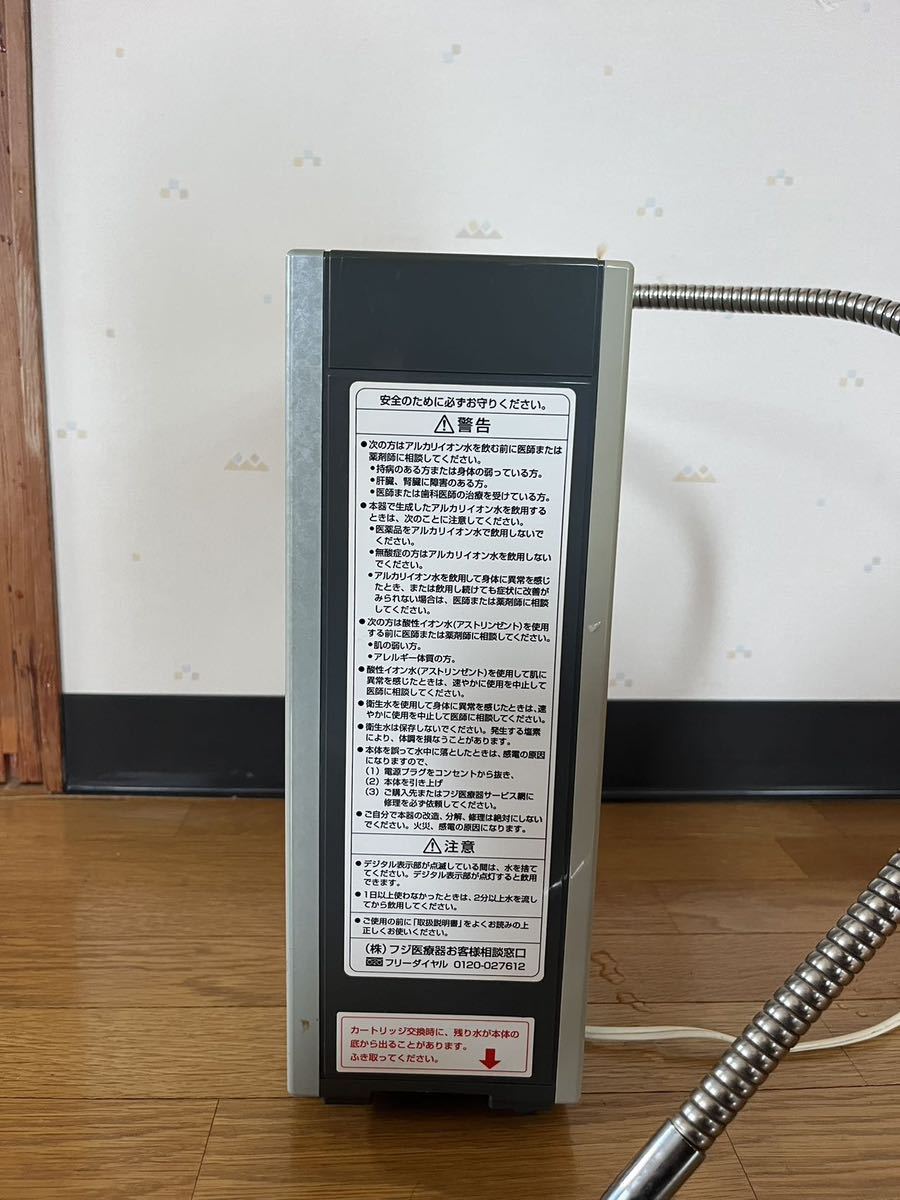 安全のために必ずお守りください。
⚠警告
●次の方はアルカリイオン水を飲む前に医師または
薬剤師に相談してください。
●持病のある方または身体の弱っている方。
●肝臓、腎臓に障害のある方。
●医師または歯科医師の治療を受けている方。
●本器で生成したアルカリイオン水を飲用する
ときは、次のことに注意してください。
●医薬品をアルカリイオン水で飲用しないで
ください。
●無酸症の方はアルカリイオン水を飲用しない
でください。
●アルカリイオン水を飲用して身体に異常を感じ
たとき、または飲用し続けても症状に改善が
みられない場合は、医師または薬剤師に相談
してください。
●次の方は酸性イオン水(アストリンゼント)を使用
する前に医師または薬剤師に相談してください。
●肌の弱い方。
●アレルギー体質の方。
●酸性イオン水(アストリンゼント)を使用して肌に
異常を感じたときは、速やかに使用を中止して
医師に相談してください。
●衛生水を使用して身体に異常を感じたときは、速
やかに使用を中止して医師に相談してください。
●衛生水は保存しないでください。発生する塩素
により、体調を損なうことがあります。
●本体を誤って水中に落としたときは、感電の原因
になりますので、
(1) 電源プラグをコンセントから抜き、
(2) 本体を引き上げ
(3) ご購入先またはフジ医療器サービス網に
修理を必ず依頼してください。
●ご自分で本器の改造、分解、修理は絶対にしない
でください。火災、感電の原因になります。
⚠注意
●デジタル表示部が点滅している間は、水を捨て
てください。デジタル表示部が点灯すると飲用
できます。
●1日以上使わなかったときは、2分以上水を流し
てから飲用してください。
●ご使用の前に「取扱説明書」をよくお読みの上
正しくお使いください。
(株)フジ医療器お客様相談窓口
フリーダイヤル 0120-027612
カートリッジ交換時に、残り水が本体の
底から出ることがあります。
ふき取ってください。